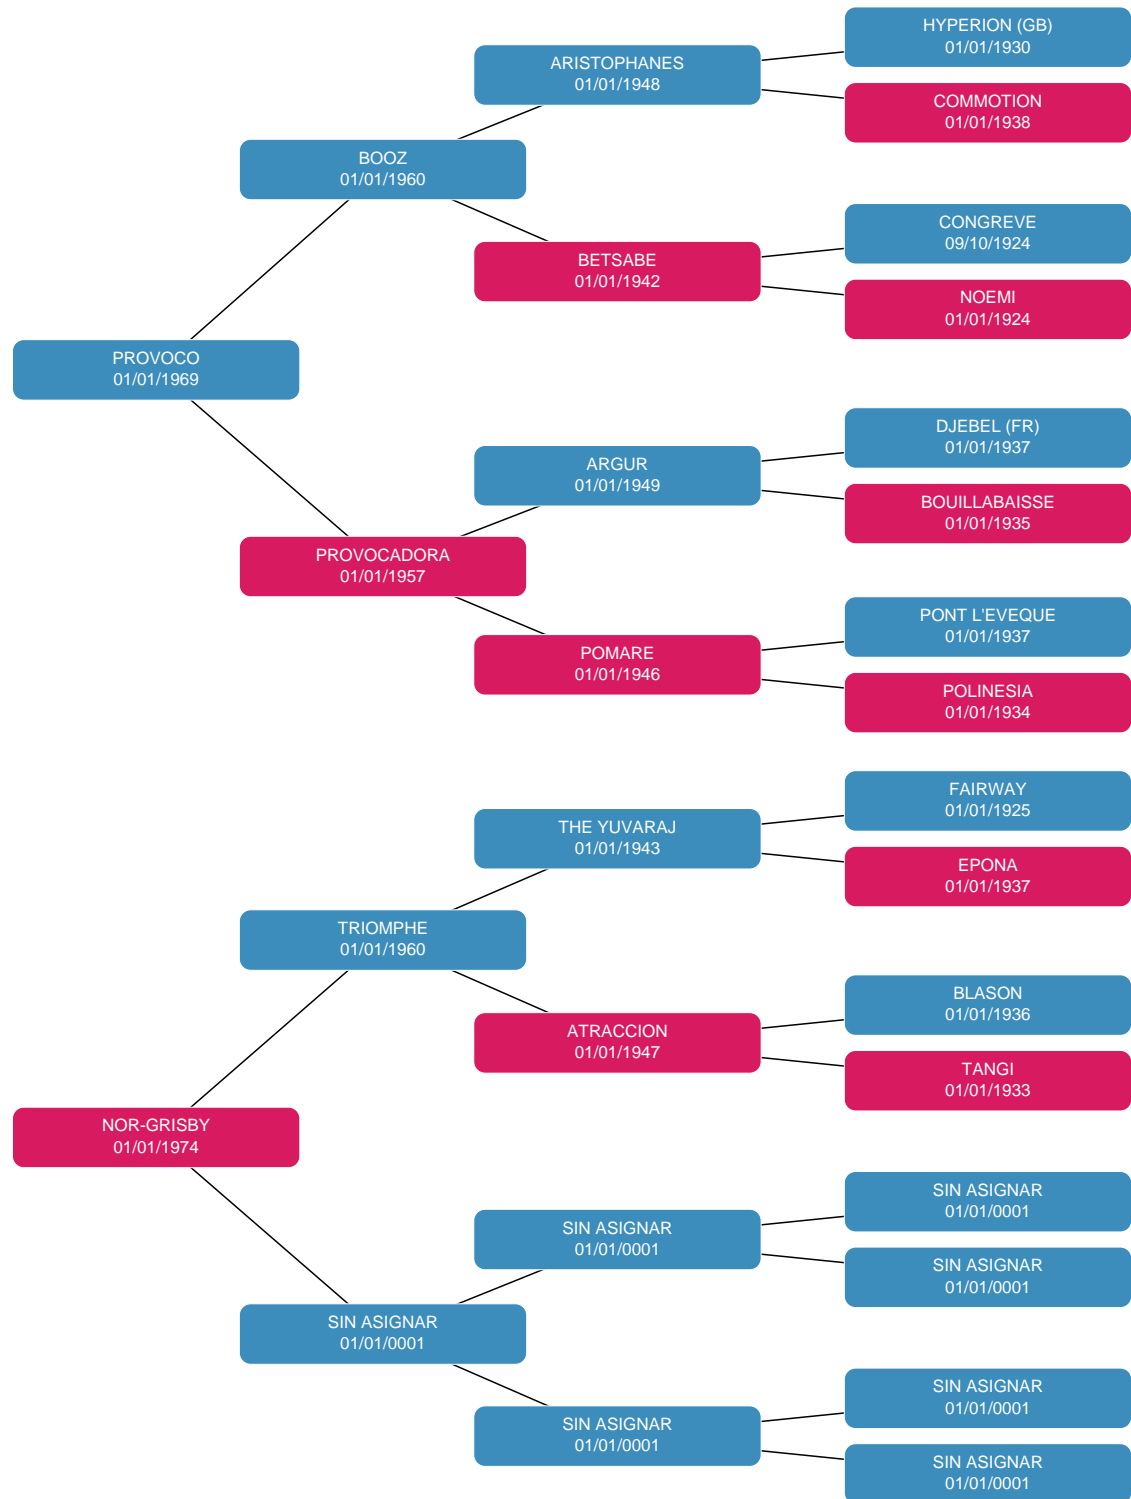 HYPERION (GB)
01/01/1930
ARISTOPHANES
01/01/1948
COMMOTION
01/01/1938
BOOZ
01/01/1960
CONGREVE
09/10/1924
BETSABE
01/01/1942
NOEMI
01/01/1924
PROVOCO
01/01/1969
DJEBEL (FR)
01/01/1937
ARGUR
01/01/1949
BOUILLABAISSE
01/01/1935
PROVOCADORA
01/01/1957
PONT L'EVEQUE
01/01/1937
POMARE
01/01/1946
POLINESIA
01/01/1934
FAIRWAY
01/01/1925
THE YUVARAJ
01/01/1943
EPONA
01/01/1937
TRIOMPHE
01/01/1960
BLASON
01/01/1936
ATRACCION
01/01/1947
TANGI
01/01/1933
NOR-GRISBY
01/01/1974
SIN ASIGNAR
01/01/0001
SIN ASIGNAR
01/01/0001
SIN ASIGNAR
01/01/0001
SIN ASIGNAR
01/01/0001
SIN ASIGNAR
01/01/0001
SIN ASIGNAR
01/01/0001
SIN ASIGNAR
01/01/0001